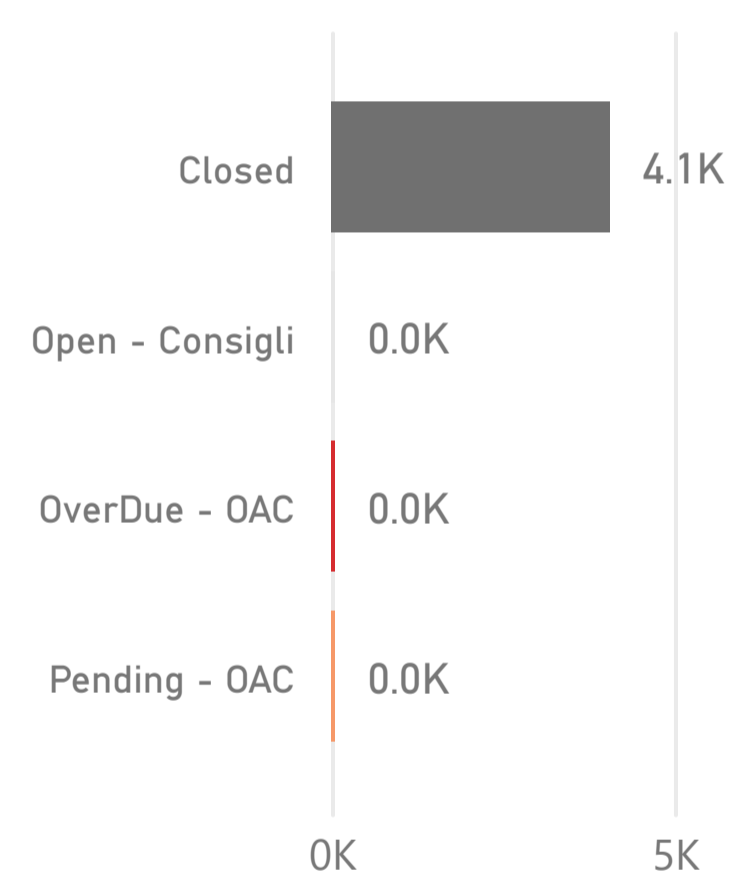 Closed 4.1K
Open - Consigli 0.0K
OverDue - OAC 0.0K
Pending - OAC 0.0K
0K 5K